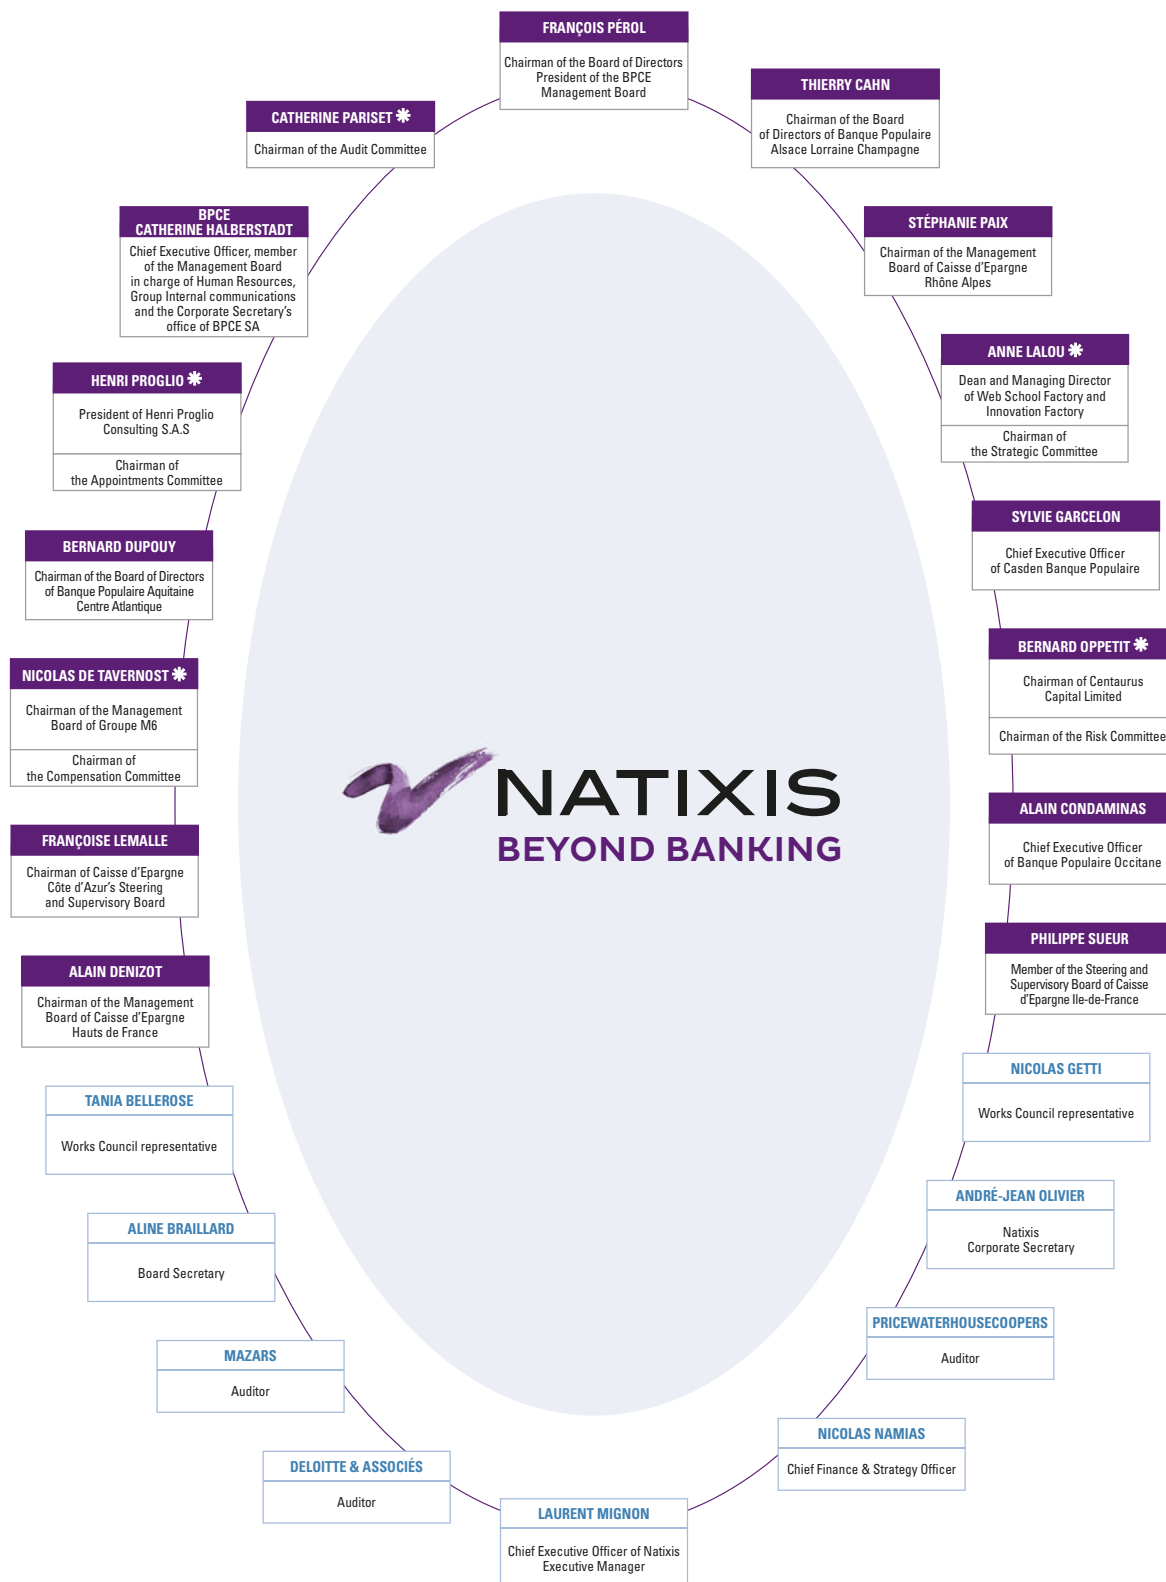 FRANÇOIS PÉROL
Chairman of the Board of Directors
President of the BPCE
Management Board
THIERRY CAHN
Chairman of the Board
of Directors of Banque Populaire
Alsace Lorraine Champagne
CATHERINE PARISET ✱
Chairman of the Audit Committee
BPCE
CATHERINE HALBERSTADT
Chief Executive Officer, member
of the Management Board
in charge of Human Resources,
Group Internal communications
and the Corporate Secretary's
office of BPCE SA
STÉPHANIE PAIX
Chairman of the Management
Board of Caisse d'Epargne
Rhône Alpes
HENRI PROGLIO ✱
President of Henri Proglio
Consulting S.A.S
Chairman of
the Appointments Committee
ANNE LALOU ✱
Dean and Managing Director
of Web School Factory and
Innovation Factory
Chairman of
the Strategic Committee
BERNARD DUPOUY
Chairman of the Board of Directors
of Banque Populaire Aquitaine
Centre Atlantique
SYLVIE GARCELON
Chief Executive Officer
of Casden Banque Populaire
NICOLAS DE TAVERNOST ✱
Chairman of the Management
Board of Groupe M6
Chairman of
the Compensation Committee
BERNARD OPPETIT ✱
Chairman of Centaurus
Capital Limited
Chairman of the Risk Committee
NATIXIS
BEYOND BANKING
FRANÇOISE LEMALLE
Chairman of Caisse d'Epargne
Côte d'Azur's Steering
and Supervisory Board
ALAIN CONDAMINAS
Chief Executive Officer
of Banque Populaire Occitane
ALAIN DENIZOT
Chairman of the Management
Board of Caisse d'Epargne
Hauts de France
PHILIPPE SUEUR
Member of the Steering and
Supervisory Board of Caisse
d'Epargne Ile-de-France
TANIA BELLEROSE
Works Council representative
NICOLAS GETTI
Works Council representative
ALINE BRAILLARD
Board Secretary
ANDRÉ-JEAN OLIVIER
Natixis
Corporate Secretary
MAZARS
Auditor
PRICEWATERHOUSECOOPERS
Auditor
DELOITTE & ASSOCIÉS
Auditor
NICOLAS NAMIAS
Chief Finance & Strategy Officer
LAURENT MIGNON
Chief Executive Officer of Natixis
Executive Manager